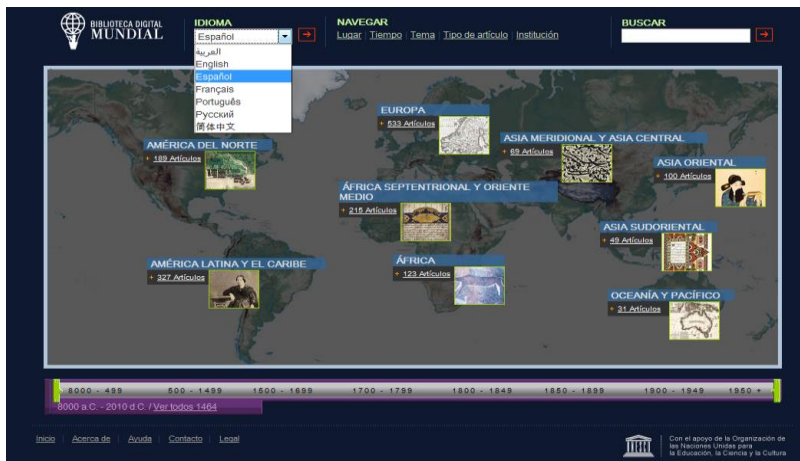 BIBLIOTECA DIGITAL
MUNDIAL
IDIOMA
Español
العربية
English
Español
Français
Português
Русский
简体中文
NAVEGAR
Lugar | Tiempo | Tema | Tipo de artículo | Institución
BUSCAR
EUROPA
+ 533 Artículos
AMÉRICA DEL NORTE
+ 189 Artículos
ASIA MERIDIONAL Y ASIA CENTRAL
+ 69 Artículos
ASIA ORIENTAL
+ 100 Artículos
ÁFRICA SEPTENTRIONAL Y ORIENTE
MEDIO
+ 215 Artículos
ASIA SUDORIENTAL
+ 49 Artículos
AMÉRICA LATINA Y EL CARIBE
+ 327 Artículos
ÁFRICA
+ 123 Artículos
OCEANÍA Y PACÍFICO
+ 31 Artículos
8000 - 499 500 - 1499 1500 - 1699 1700 - 1799 1800 - 1849 1850 - 1899 1900 - 1949 1950 +
8000 a.C. - 2010 d.C. / Ver todos 1464
Inicio | Acerca de | Ayuda | Contacto | Legal
Con el apoyo de la Organización de
las Naciones Unidas para
la Educación, la Ciencia y la Cultura